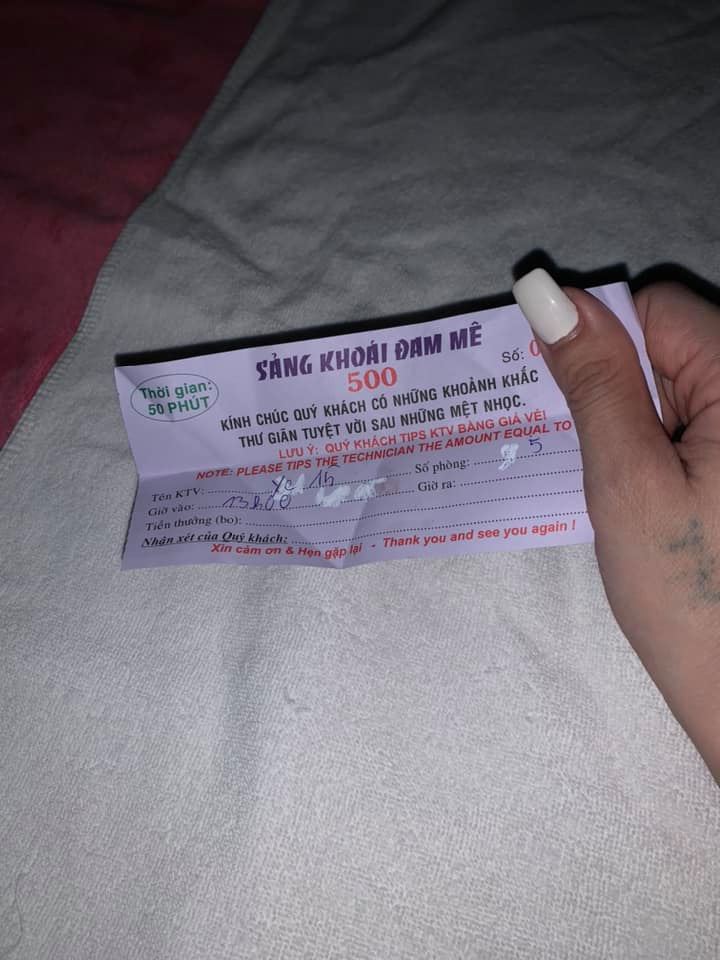 SẢNG KHOÁI ĐAM MÊ
500
Số: 0
Thời gian:
50 PHÚT
KÍNH CHÚC QUÝ KHÁCH CÓ NHỮNG KHOẢNH KHẮC
THƯ GIÃN TUYỆT VỜI SAU NHỮNG MỆT NHỌC.
LƯU Ý: QUÝ KHÁCH TIPS KTV BẰNG GIÁ VÉ!
NOTE: PLEASE TIPS THE TECHNICIAN THE AMOUNT EQUAL TO
Tên KTV: Số phòng: 5
Giờ vào: 13h00 Giờ ra:
Tiền thưởng (bo):
Nhận xét của Quý khách:
Xin cảm ơn & Hẹn gặp lại - Thank you and see you again !